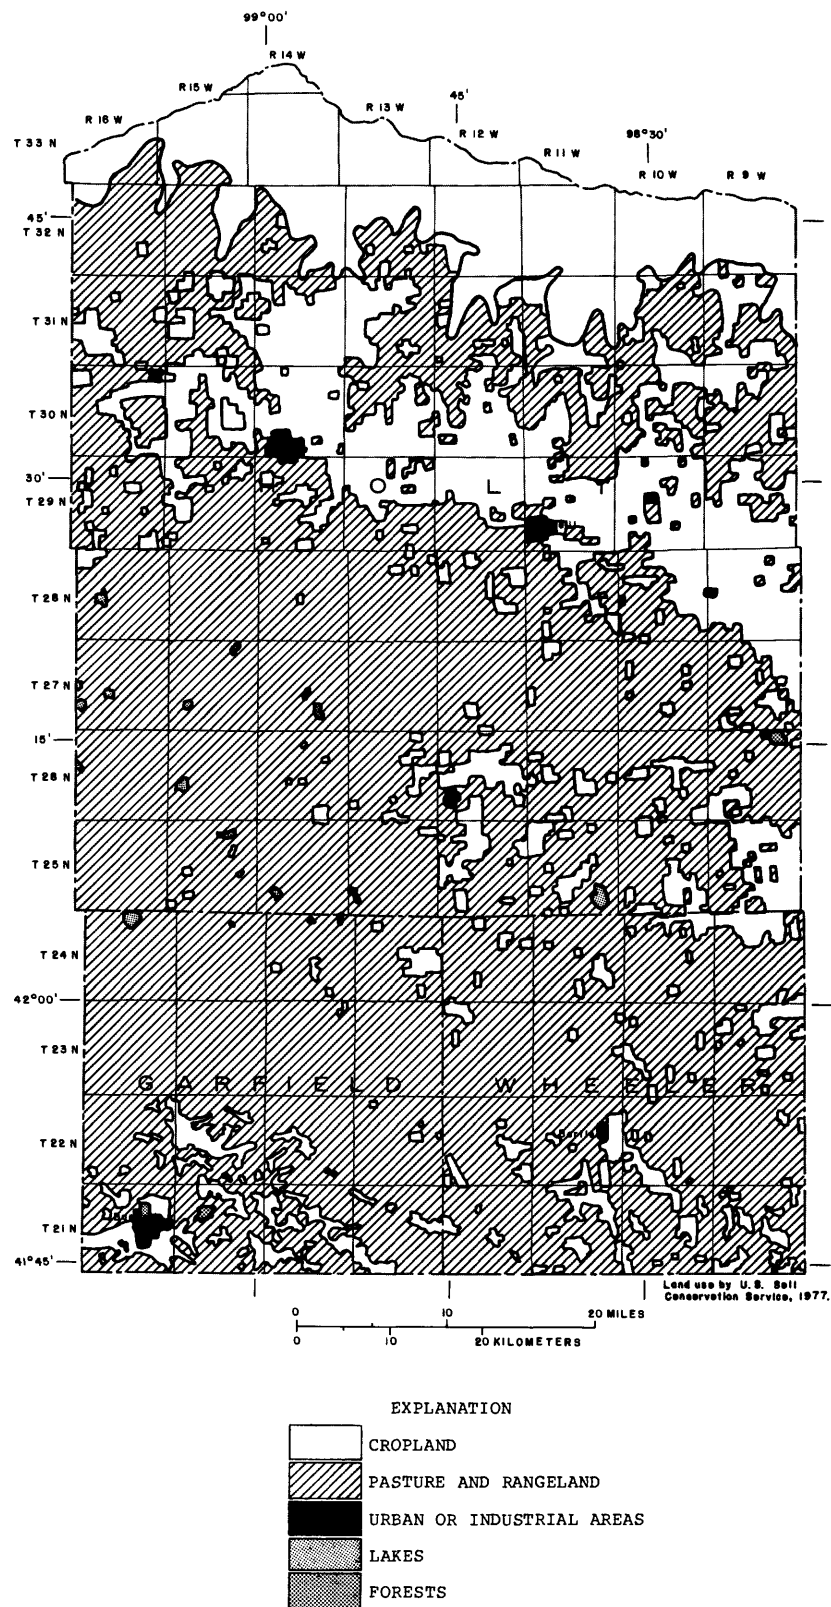 99°00'
R 14 W
R 15 W
45'
R 13 W
R 16 W
R 12 W
98°30'
T 33 N
R 11 W
R 10 W
R 9 W
45'
T 32 N
T 31 N
T 30 N
30'
O L T
T 29 N
T 28 N
T 27 N
15'
T 26 N
T 25 N
T 24 N
42°00'
T 23 N
GARFIELD WHEELER
T 22 N
T 21 N
41°45'
Land use by U.S. Soil
Conservation Service, 1977.
0 10 20 MILES
0 10 20 KILOMETERS
EXPLANATION
CROPLAND
PASTURE AND RANGELAND
URBAN OR INDUSTRIAL AREAS
LAKES
FORESTS